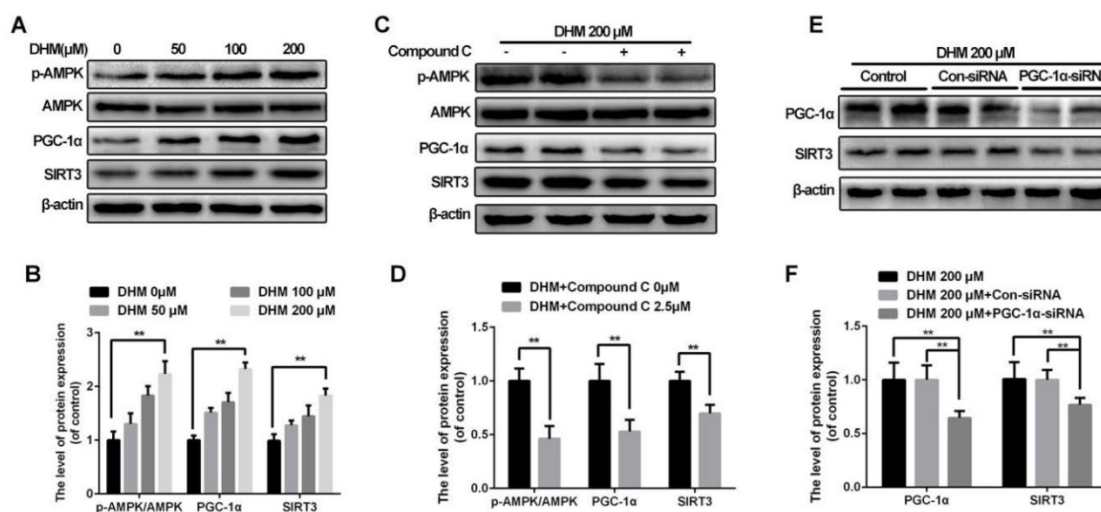 A
DHM(μM) 0 50 100 200
p-AMPK
AMPK
PGC-1α
SIRT3
β-actin
B
DHM 0μM DHM 100 μM
DHM 50 μM DHM 200 μM
The level of protein expression
(of control)
3
2
1
0
** ** **
p-AMPK/AMPK PGC-1α SIRT3
C
DHM 200 μM
Compound C - - + +
p-AMPK
AMPK
PGC-1α
SIRT3
β-actin
D
DHM+Compound C 0μM
DHM+Compound C 2.5μM
The level of protein expression
(of control)
1.5
1.0
0.5
0.0
** ** **
p-AMPK/AMPK PGC-1α SIRT3
E
DHM 200 μM
Control Con-siRNA PGC-1α-siRN
PGC-1α
SIRT3
β-actin
F
DHM 200 μM
DHM 200 μM+Con-siRNA
DHM 200 μM+PGC-1α-siRNA
The level of protein expression
(of control)
1.5
1.0
0.5
0.0
** **
** **
PGC-1α SIRT3